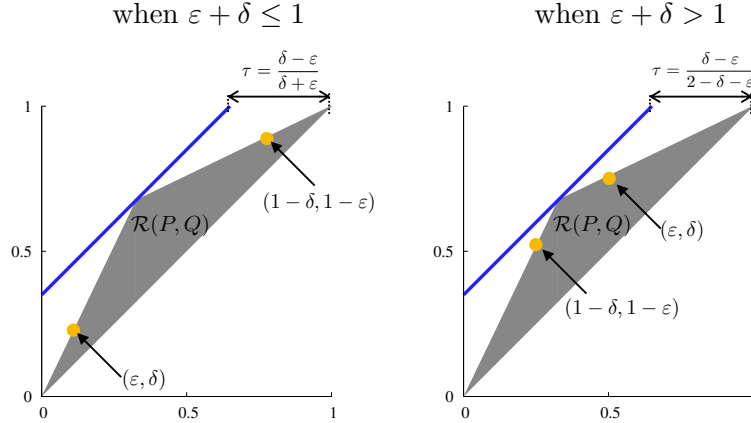 when ε + δ ≤ 1
τ = (δ − ε)/(δ + ε)
1
0.5
0
0
0.5
1
R(P, Q)
(1−δ, 1−ε)
(ε, δ)
when ε + δ > 1
τ = (δ − ε)/(2−δ−ε)
1
0.5
0
0
0.5
R(P, Q)
(ε, δ)
(1−δ, 1−ε)